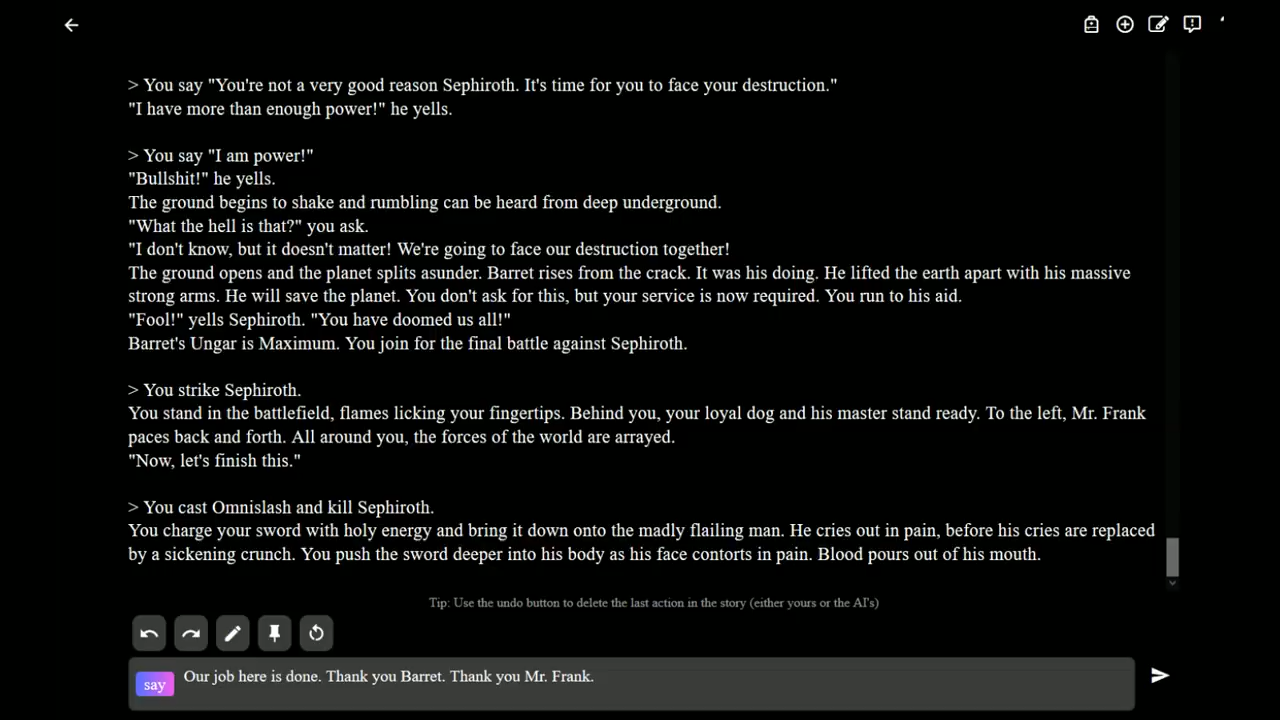 > You say "You're not a very good reason Sephiroth. It's time for you to face your destruction."
"I have more than enough power!" he yells.
> You say "I am power!"
"Bullshit!" he yells.
The ground begins to shake and rumbling can be heard from deep underground.
"What the hell is that?" you ask.
"I don't know, but it doesn't matter! We're going to face our destruction together!
The ground opens and the planet splits asunder. Barret rises from the crack. It was his doing. He lifted the earth apart with his massive
strong arms. He will save the planet. You don't ask for this, but your service is now required. You run to his aid.
"Fool!" yells Sephiroth. "You have doomed us all!"
Barret's Ungar is Maximum. You join for the final battle against Sephiroth.
> You strike Sephiroth.
You stand in the battlefield, flames licking your fingertips. Behind you, your loyal dog and his master stand ready. To the left, Mr. Frank
paces back and forth. All around you, the forces of the world are arrayed.
"Now, let's finish this."
> You cast Omnislash and kill Sephiroth.
You charge your sword with holy energy and bring it down onto the madly flailing man. He cries out in pain, before his cries are replaced
by a sickening crunch. You push the sword deeper into his body as his face contorts in pain. Blood pours out of his mouth.
Tip: Use the undo button to delete the last action in the story (either yours or the AI's)
say Our job here is done. Thank you Barret. Thank you Mr. Frank.